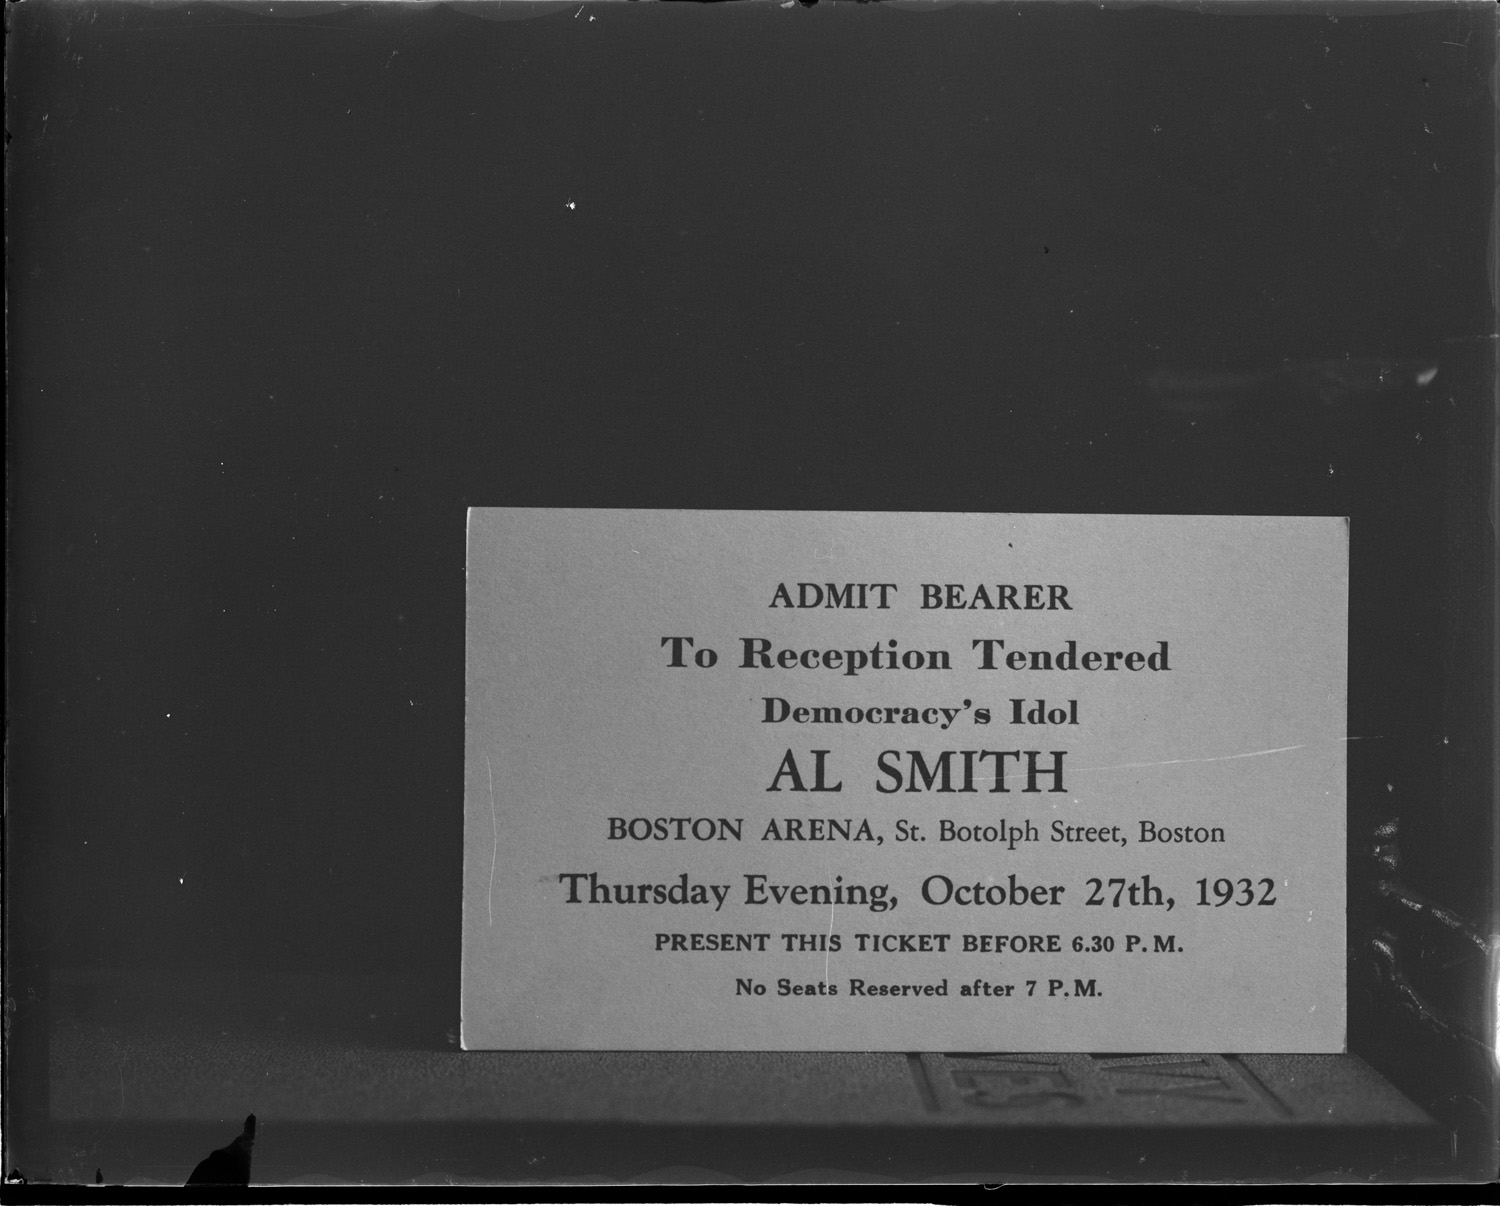 ADMIT BEARER
To Reception Tendered
Democracy's Idol
AL SMITH
BOSTON ARENA, St. Botolph Street, Boston
Thursday Evening, October 27th, 1932
PRESENT THIS TICKET BEFORE 6.30 P. M.
No Seats Reserved after 7 P. M.